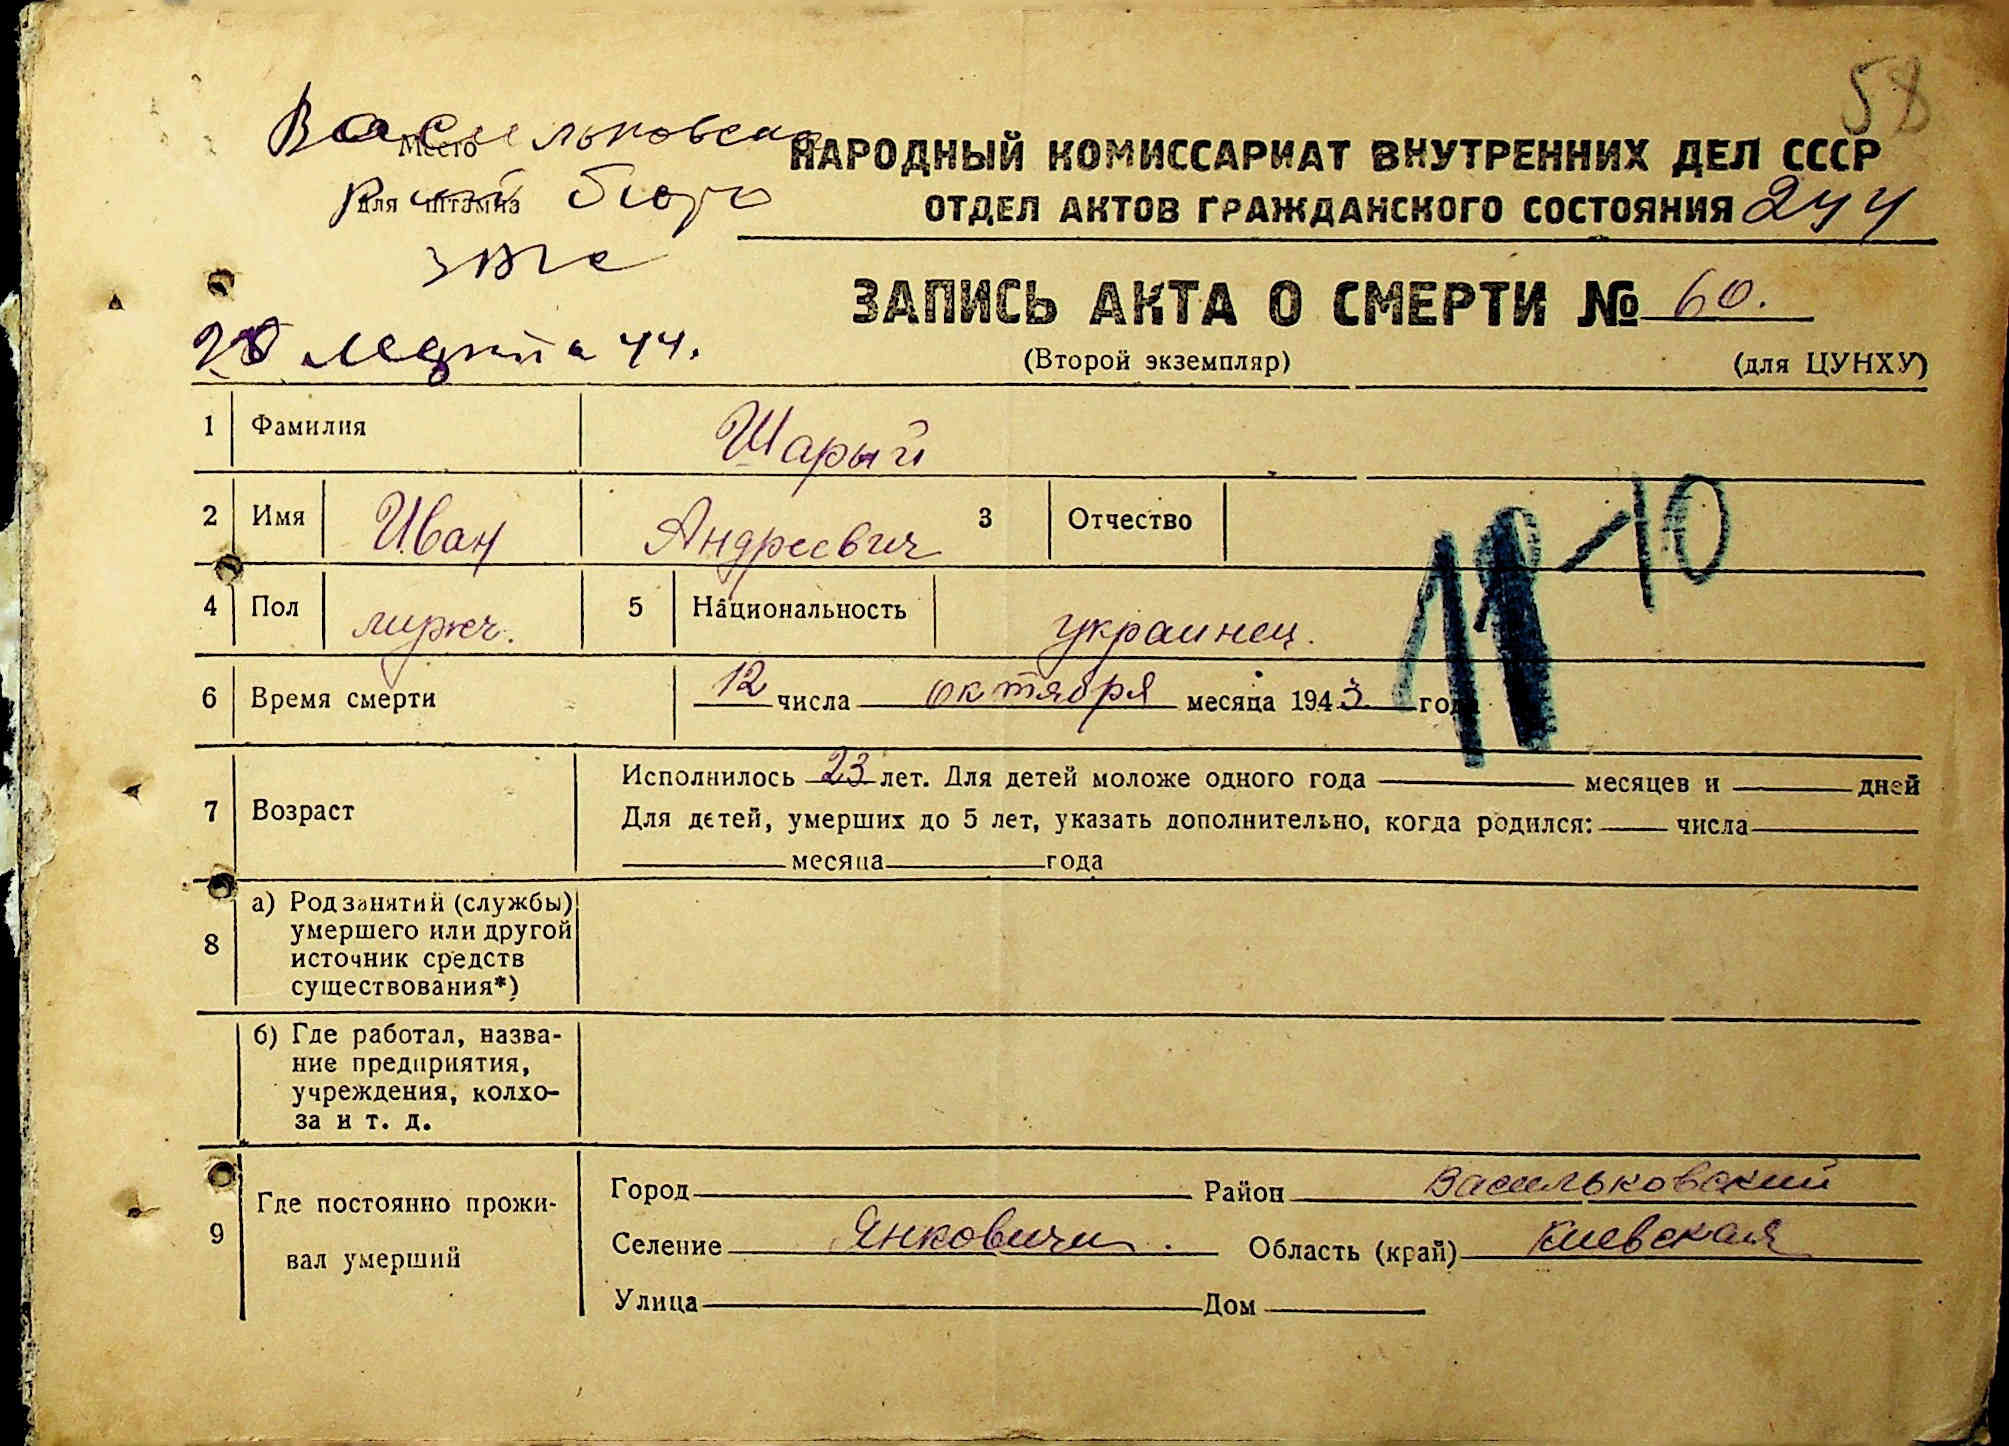 58
Васильковское
Место
НАРОДНЫЙ КОМИССАРИАТ ВНУТРЕННИХ ДЕЛ СССР
для штампа
бюро
ОТДЕЛ АКТОВ ГРАЖДАНСКОГО СОСТОЯНИЯ 244
загс
ЗАПИСЬ АКТА О СМЕРТИ № 60.
28 марта 44.
(Второй экземпляр) (для ЦУНХУ)
1 Фамилия Шарый
2 Имя Иван Андреевич 3 Отчество
11-10
4 Пол мужч. 5 Национальность украинец.
6 Время смерти 12 числа октября месяца 1943 года
7 Возраст Исполнилось 23 лет. Для детей моложе одного года месяцев и дней
Для детей, умерших до 5 лет, указать дополнительно, когда родился: числа
месяца года
8 а) Род занятий (службы)
умершего или другой
источник средств
существования*)
б) Где работал, назва-
ние предприятия,
учреждения, колхо-
за и т. д.
9 Где постоянно прожи-
вал умерший
Город Район Васильковский
Селение Янковичи. Область (край) Киевская
Улица Дом